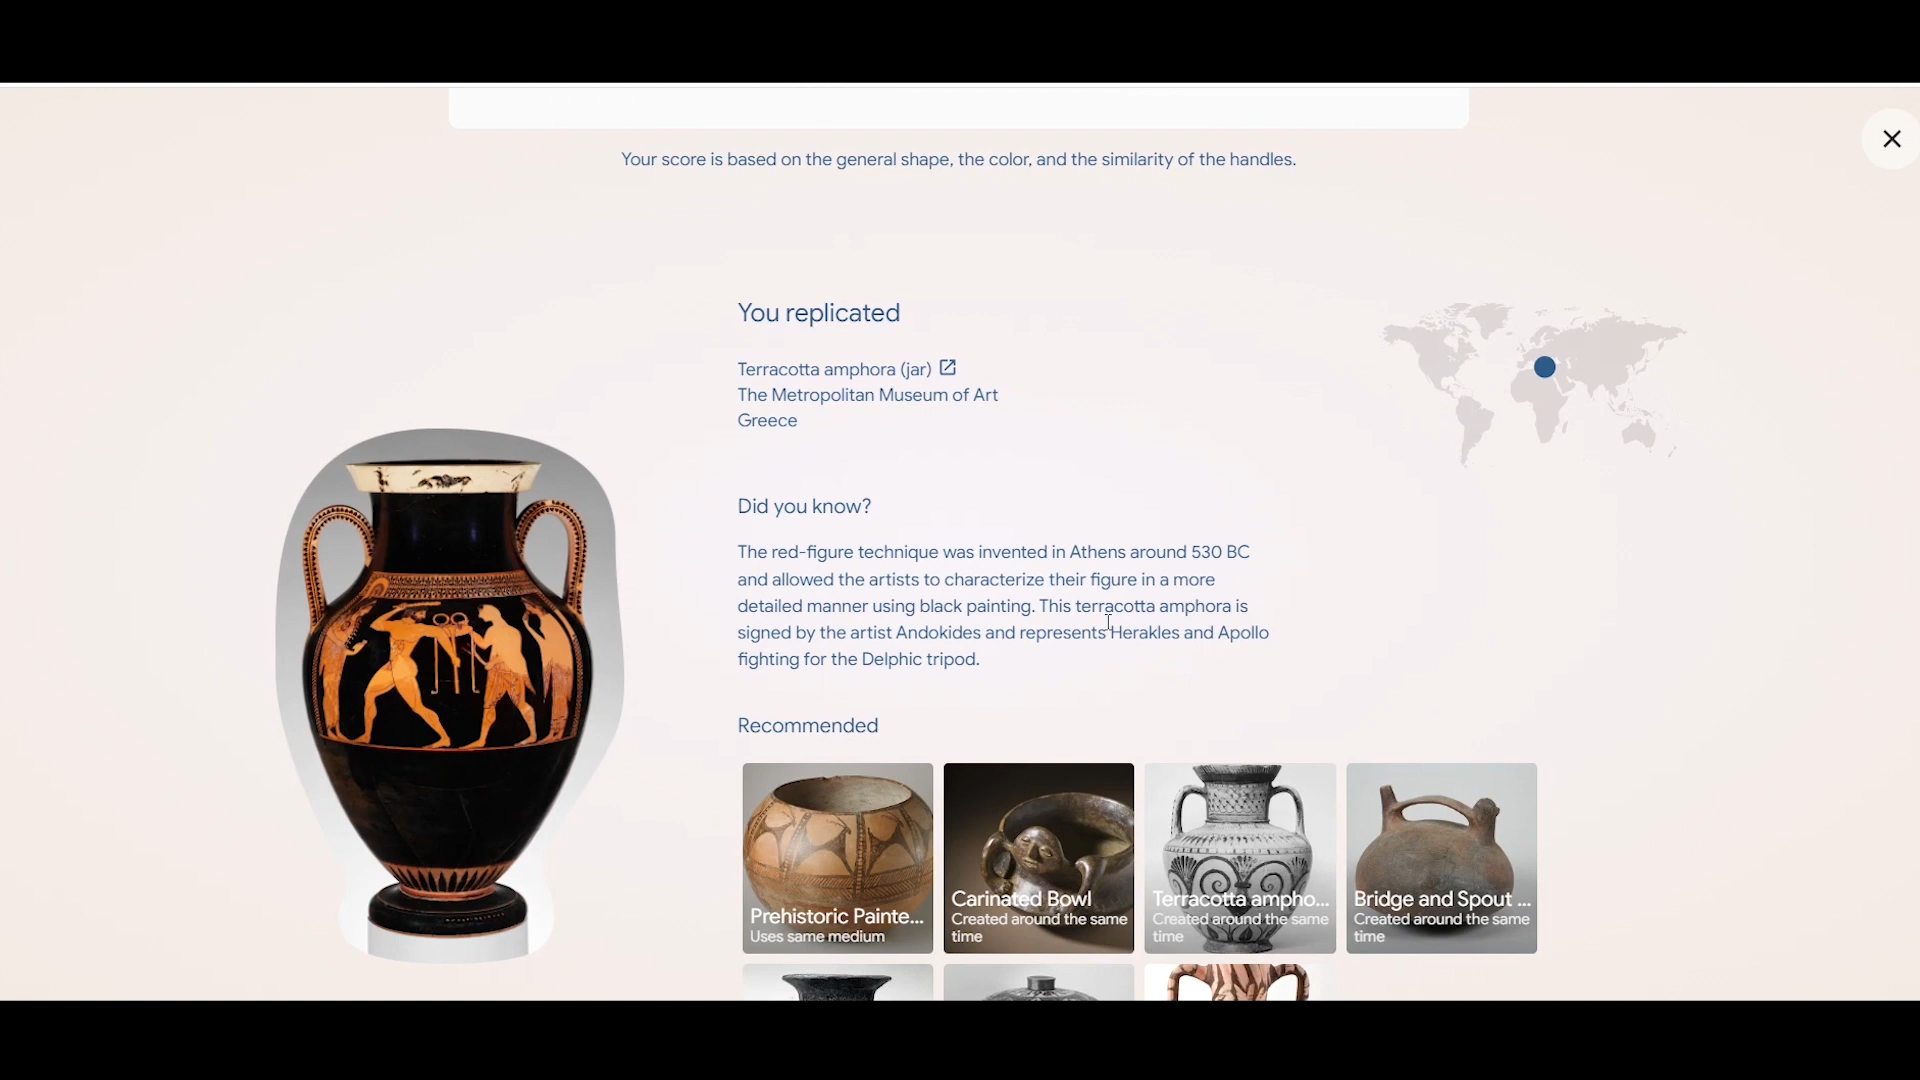 Your score is based on the general shape, the color, and the similarity of the handles.
You replicated
Terracotta amphora (jar)
The Metropolitan Museum of Art
Greece
Did you know?
The red-figure technique was invented in Athens around 530 BC
and allowed the artists to characterize their figure in a more
detailed manner using black painting. This terracotta amphora is
signed by the artist Andokides and represents Herakles and Apollo
fighting for the Delphic tripod.
Recommended
Prehistoric Painte...
Uses same medium
Carinated Bowl
Created around the same
time
Terracotta ampho...
Created around the same
time
Bridge and Spout ...
Created around the same
time